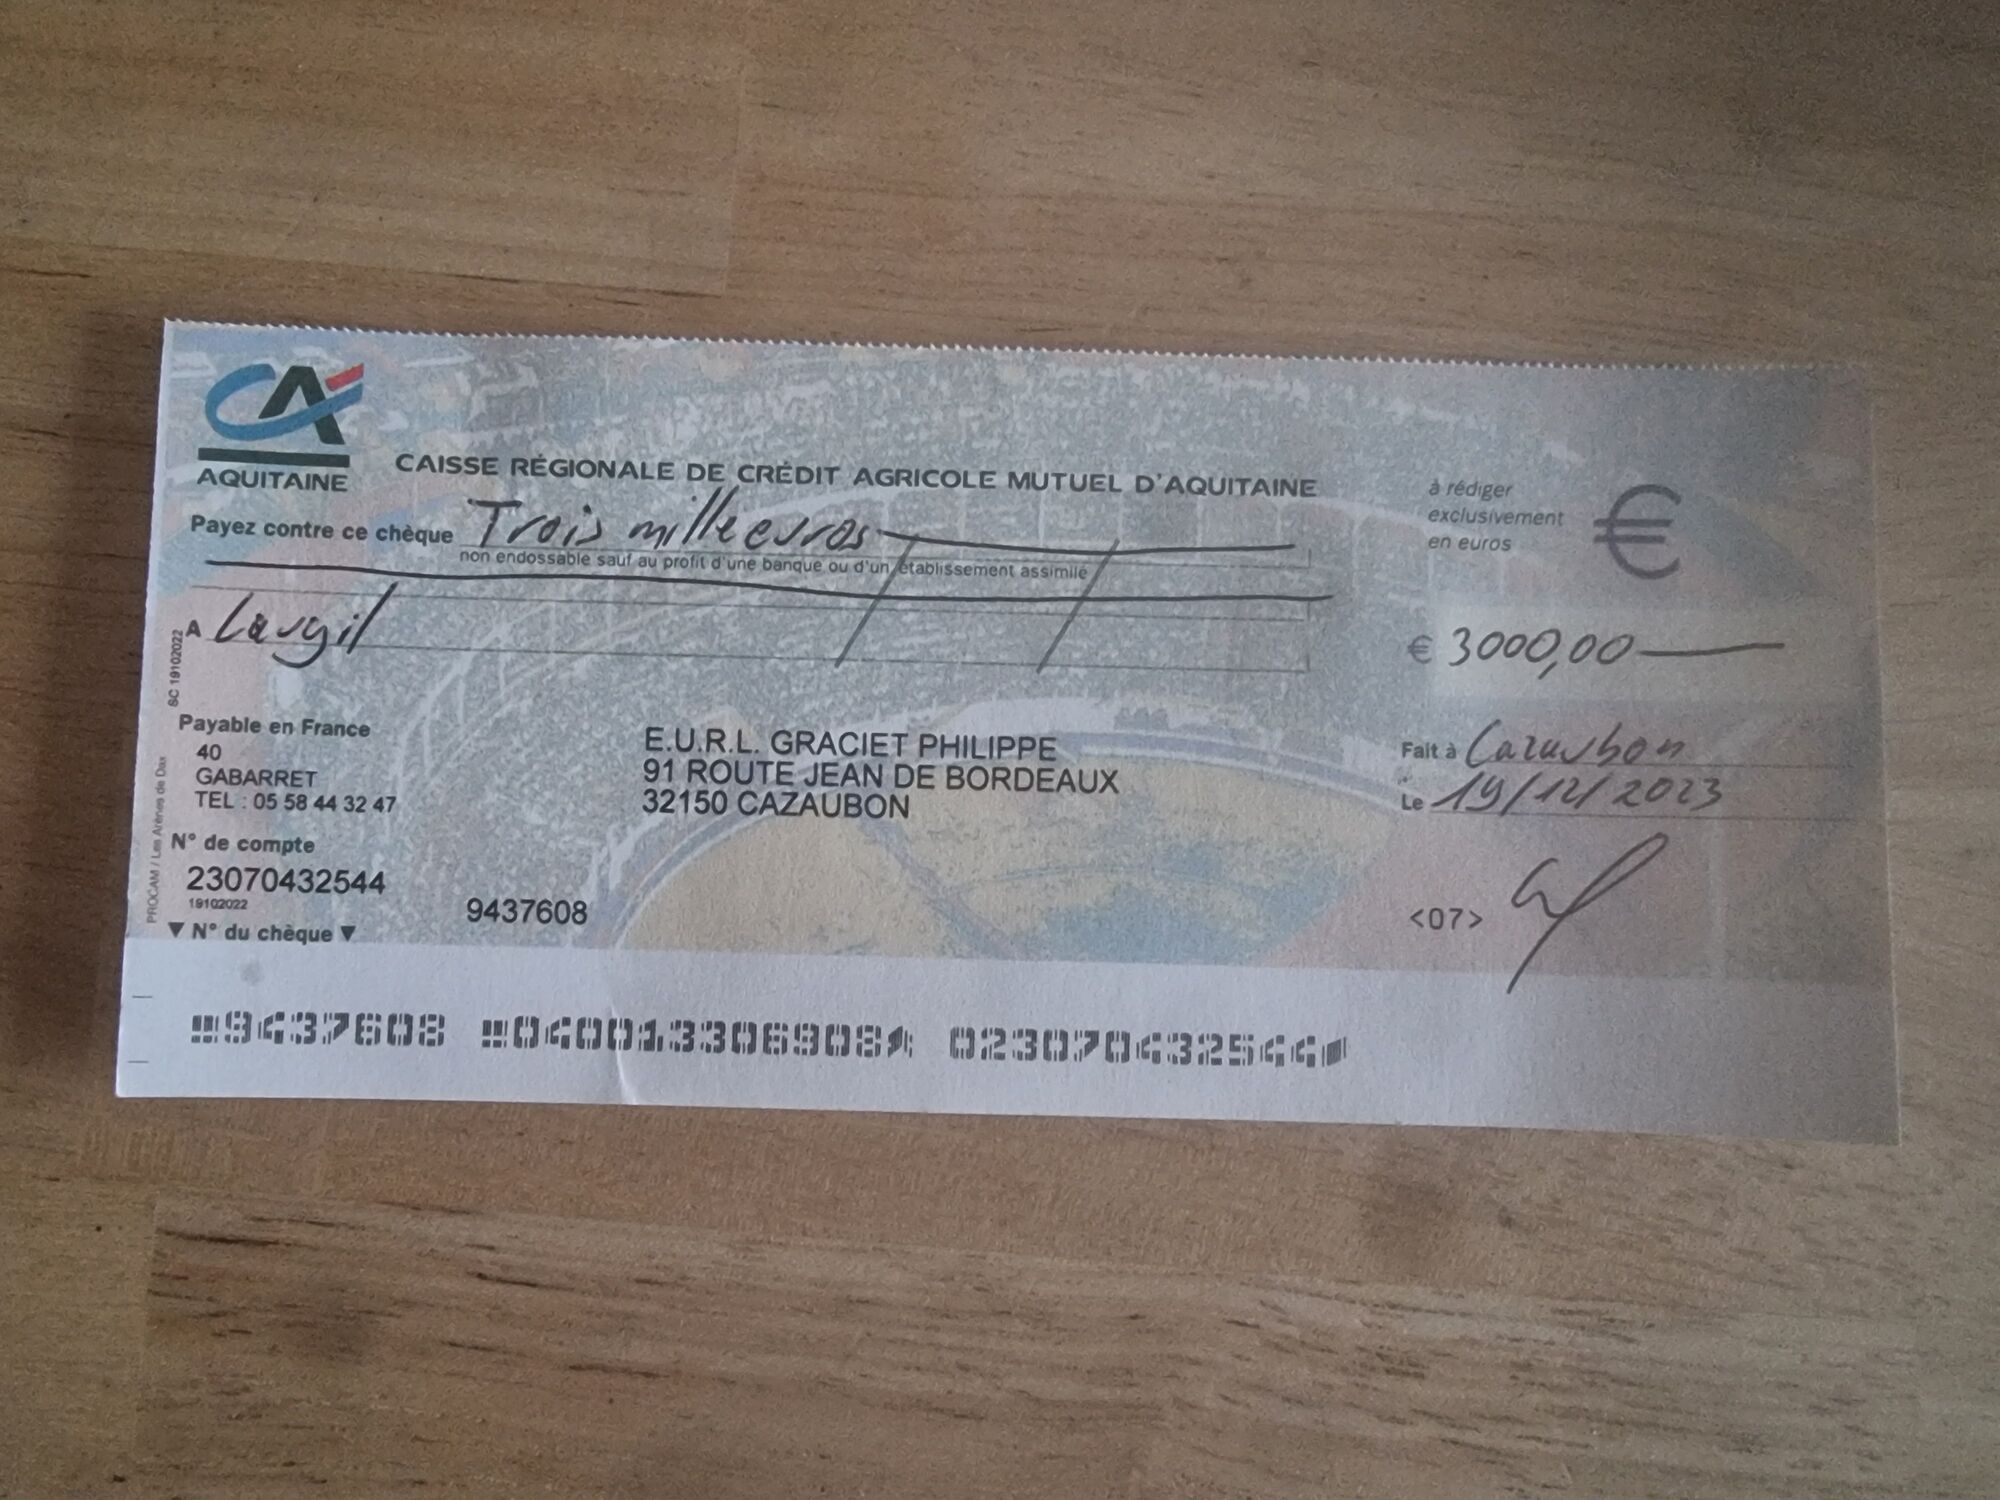 CA
AQUITAINE
CAISSE RÉGIONALE DE CRÉDIT AGRICOLE MUTUEL D'AQUITAINE
à rédiger
exclusivement
en euros
€
Payez contre ce chèque Trois mille euros
non endossable sauf au profit d'une banque ou d'un établissement assimilé
A Laugil
€ 3000,00
SC 19102022
Payable en France
40
GABARRET
TEL : 05 58 44 32 47
E.U.R.L. GRACIET PHILIPPE
91 ROUTE JEAN DE BORDEAUX
32150 CAZAUBON
Fait à Cazaubon
Le 19/12/2023
PROCAM / Les Arènes de Dax
N° de compte
23070432544
19102022
9437608
<07>
▼ N° du chèque ▼
9437608 040013306908 023070432544